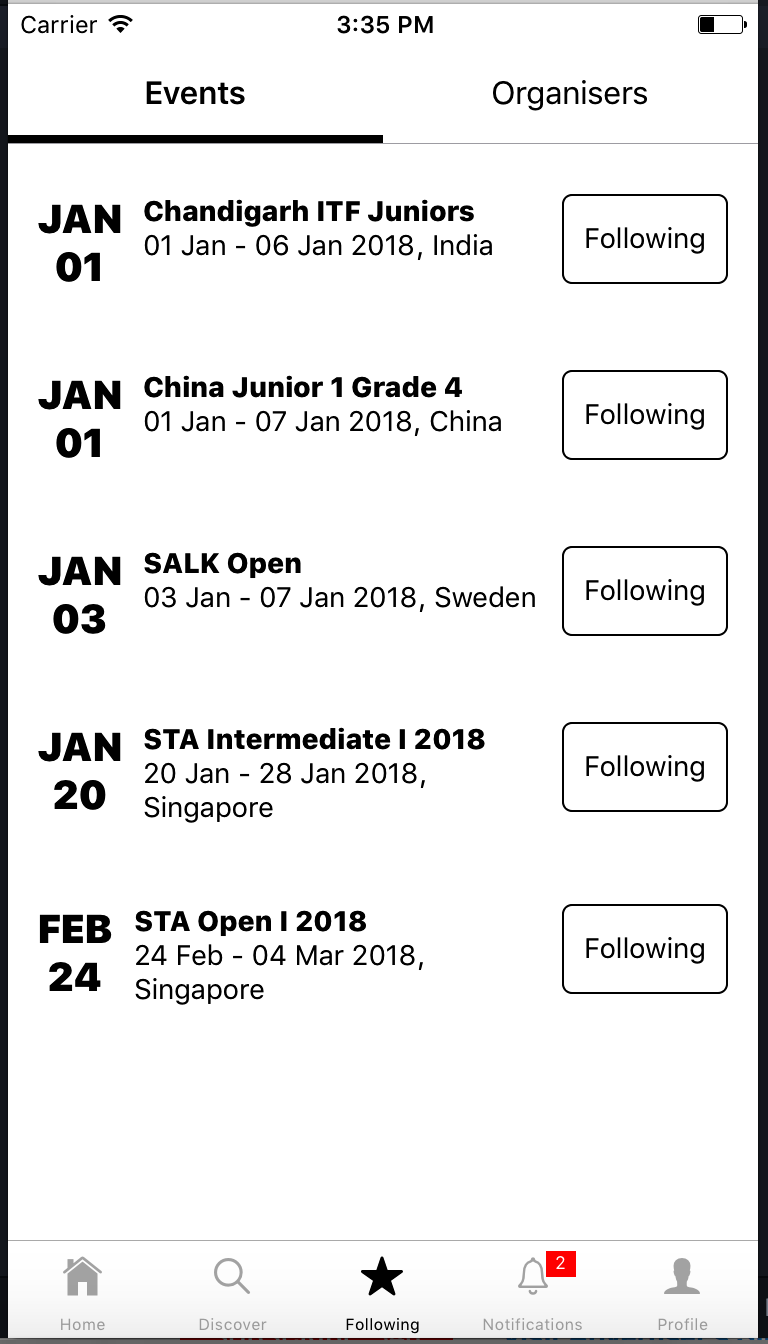 Carrier 3:35 PM
Events Organisers
JAN
01
Chandigarh ITF Juniors
01 Jan - 06 Jan 2018, India
Following
JAN
01
China Junior 1 Grade 4
01 Jan - 07 Jan 2018, China
Following
JAN
03
SALK Open
03 Jan - 07 Jan 2018, Sweden
Following
JAN
20
STA Intermediate I 2018
20 Jan - 28 Jan 2018,
Singapore
Following
FEB
24
STA Open I 2018
24 Feb - 04 Mar 2018,
Singapore
Following
2
Home Discover Following Notifications Profile